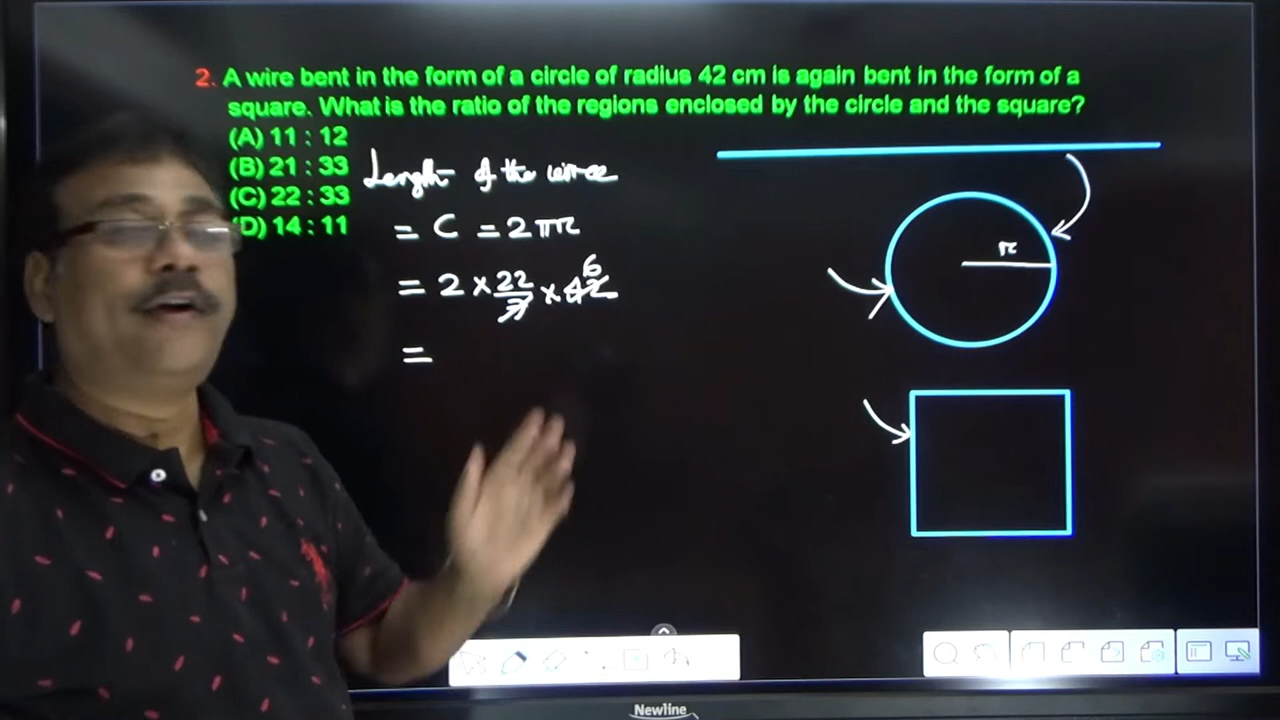 2. A wire bent in the form of a circle of radius 42 cm is again bent in the form of a
square. What is the ratio of the regions enclosed by the circle and the square?
(A) 11 : 12
(B) 21 : 33
(C) 22 : 33
(D) 14 : 11
Length of the wire
= C = 2πr
= 2 × 22/7 × 42 6
=
r
Newline